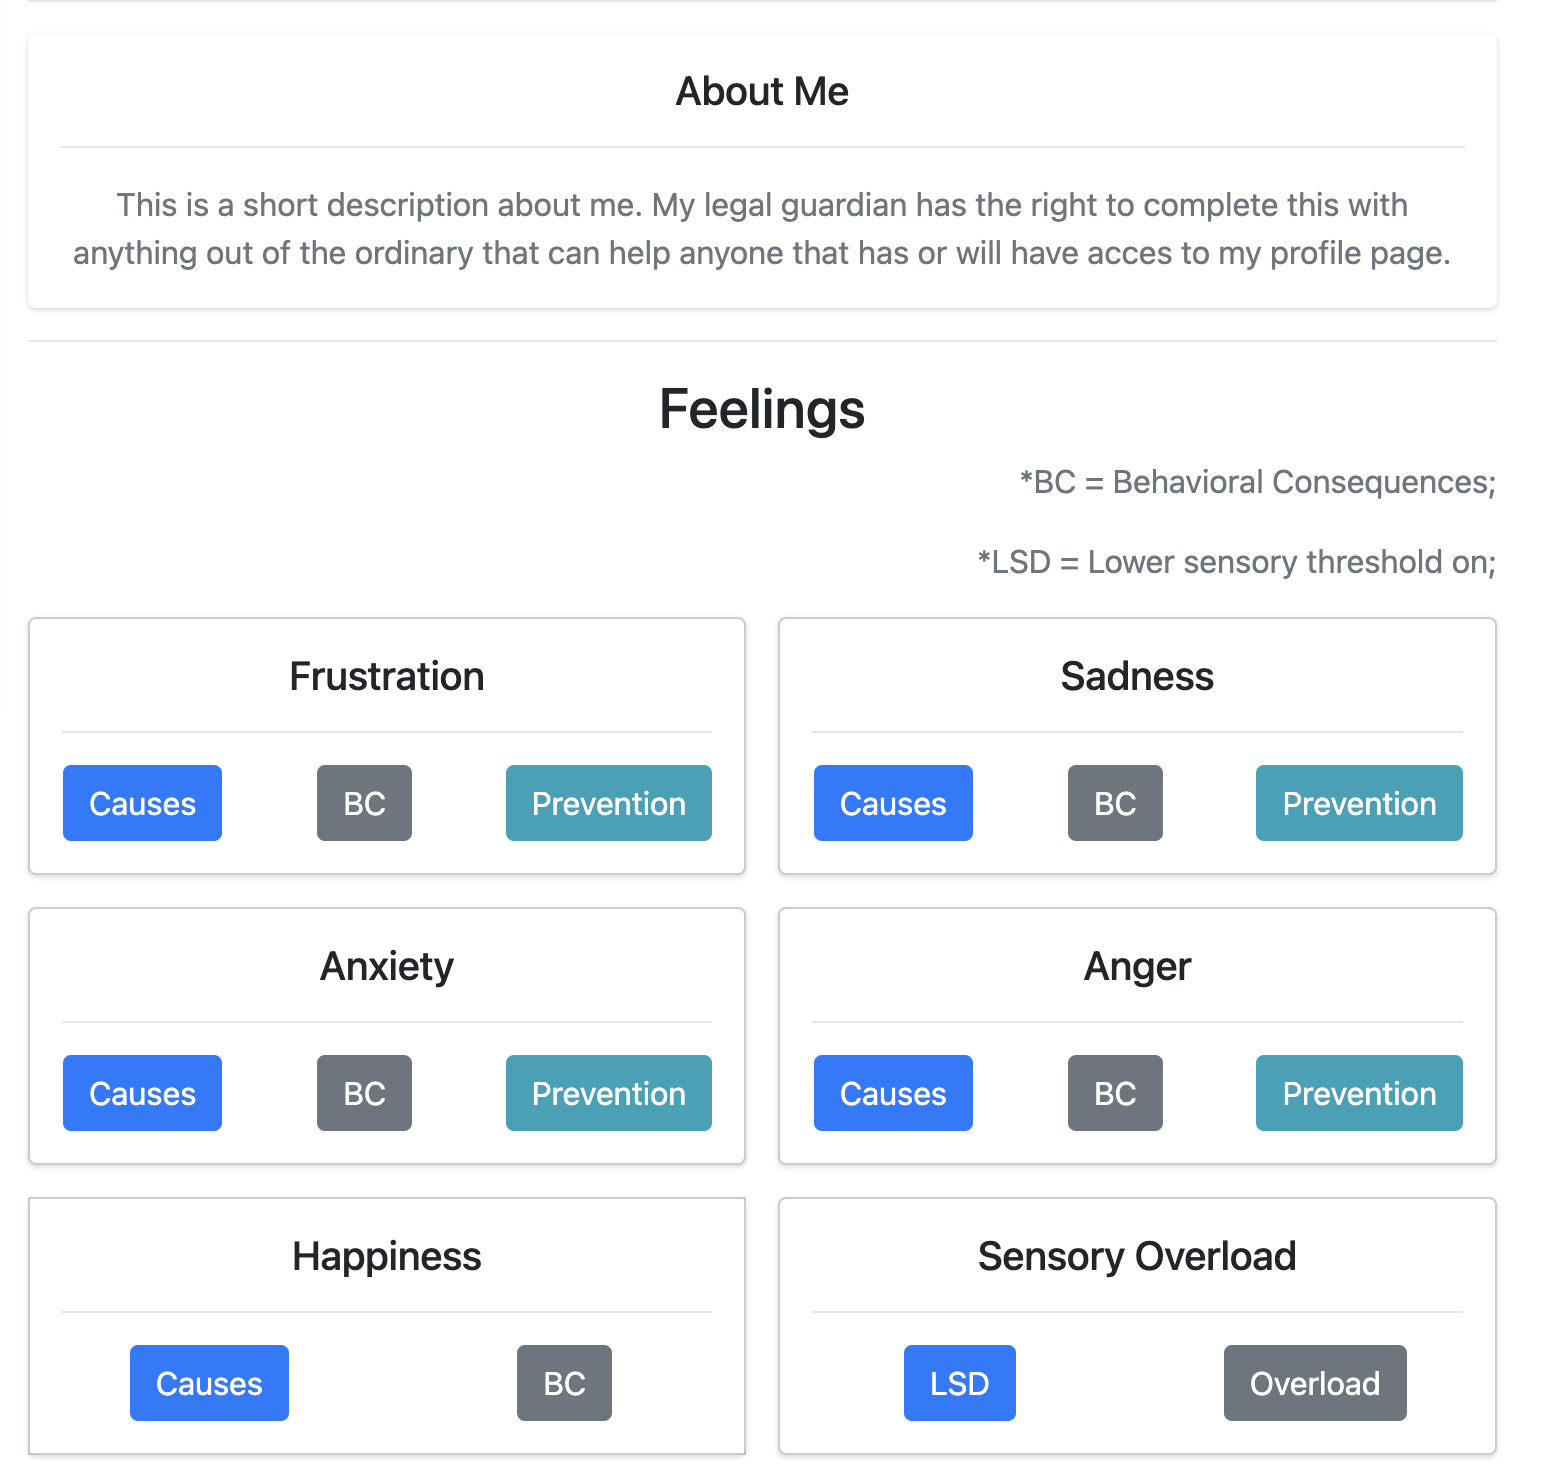 About Me
This is a short description about me. My legal guardian has the right to complete this with
anything out of the ordinary that can help anyone that has or will have acces to my profile page.
Feelings
*BC = Behavioral Consequences;
*LSD = Lower sensory threshold on;
Frustration
Causes BC Prevention
Sadness
Causes BC Prevention
Anxiety
Causes BC Prevention
Anger
Causes BC Prevention
Happiness
Causes BC
Sensory Overload
LSD Overload